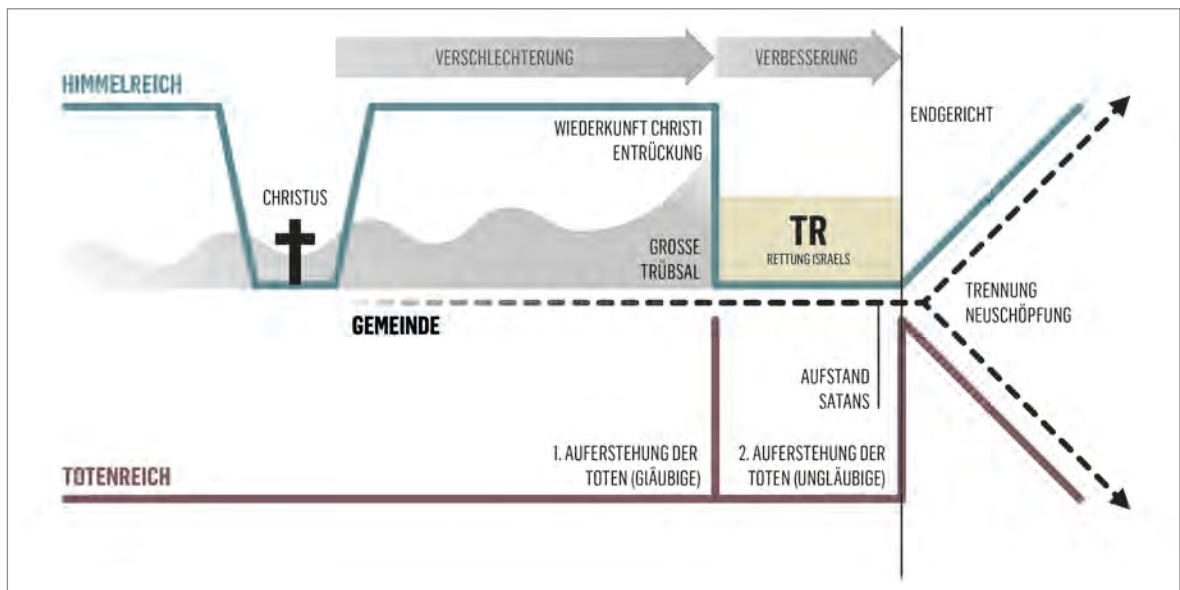 VERSCHLECHTERUNG
VERBESSERUNG
HIMMELREICH
ENDGERICHT
WIEDERKUNFT CHRISTI
ENTRÜCKUNG
CHRISTUS
TR
RETTUNG ISRAELS
GROSSE
TRÜBSAL
TRENNUNG
NEUSCHÖPFUNG
GEMEINDE
AUFSTAND
SATANS
1. AUFERSTEHUNG DER
TOTEN (GLÄUBIGE)
2. AUFERSTEHUNG DER
TOTEN (UNGLÄUBIGE)
TOTENREICH